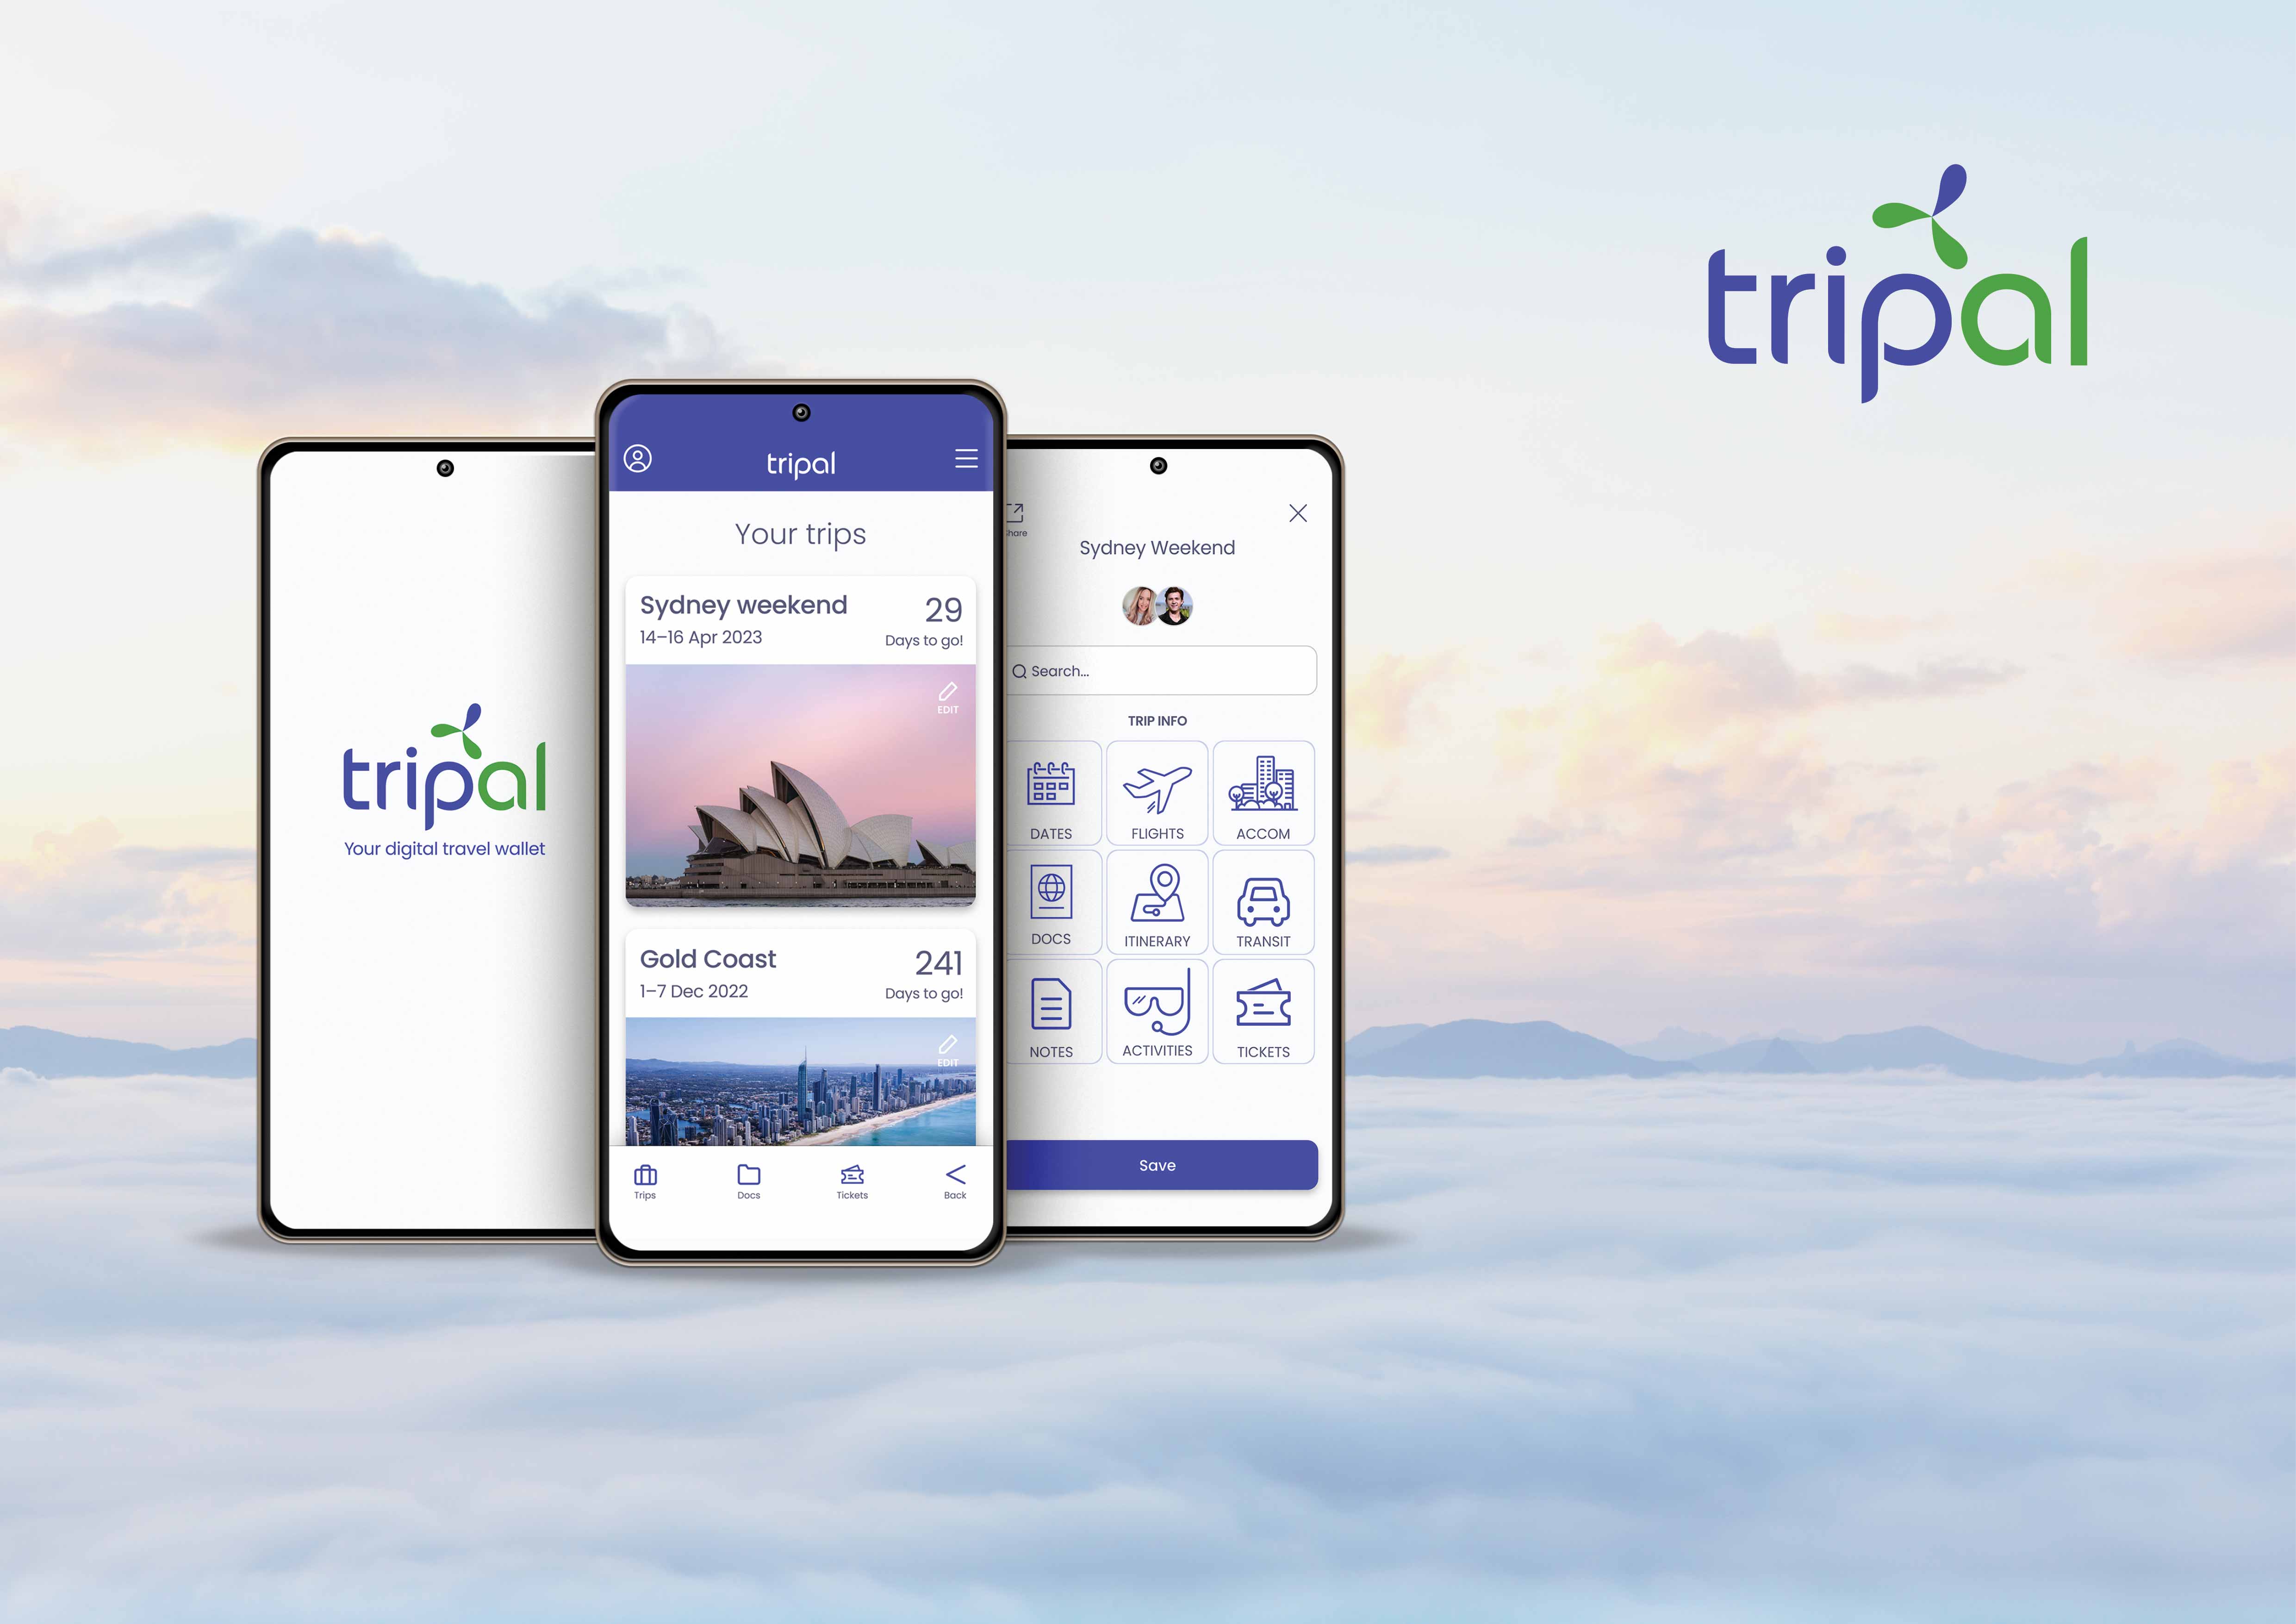 tripal
tripal
Your digital travel wallet
tripal
Your trips
Sydney weekend
14–16 Apr 2023
29
Days to go!
EDIT
Gold Coast
1–7 Dec 2022
241
Days to go!
EDIT
Trips
Docs
Tickets
Back
Sydney Weekend
Search...
TRIP INFO
DATES
FLIGHTS
ACCOM
DOCS
ITINERARY
TRANSIT
NOTES
ACTIVITIES
TICKETS
Save